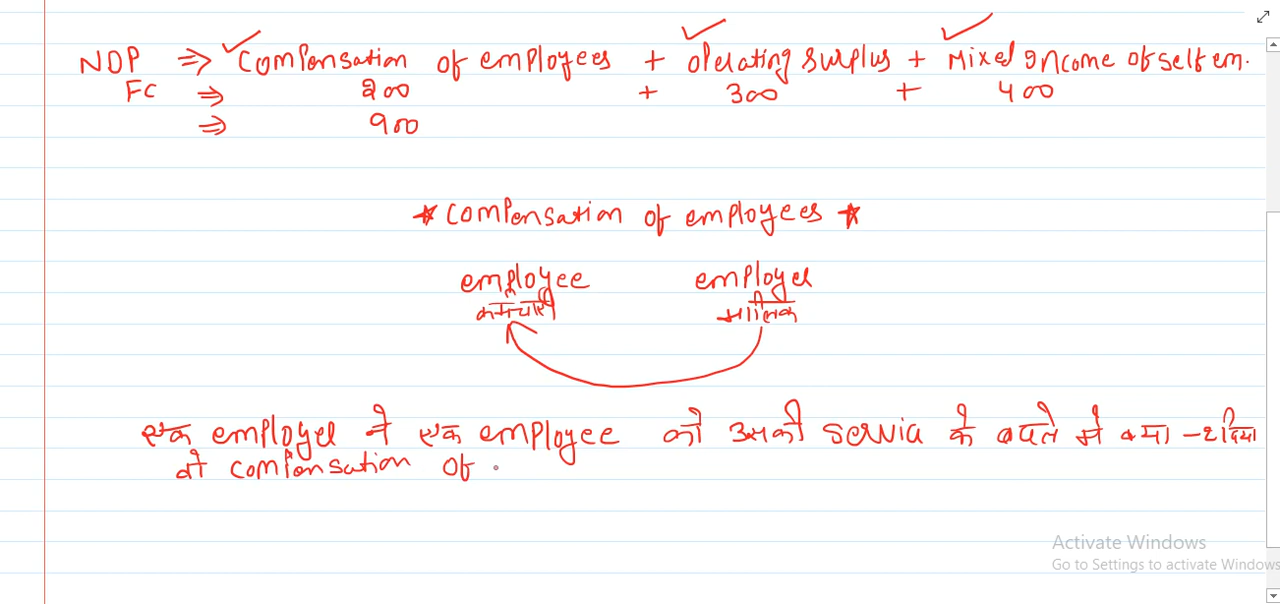 NDP ⇒ Compensation of employees + operating surplus + Mixed Income of self em.
FC ⇒ 200 + 300 + 400
⇒ 900
* Compensation of employees *
employee employer
कर्मचारी मालिक
एक employer ने एक employee को उसकी service के बदले में क्या-२ दिया
तो compensation of
Activate Windows
Go to Settings to activate Windows